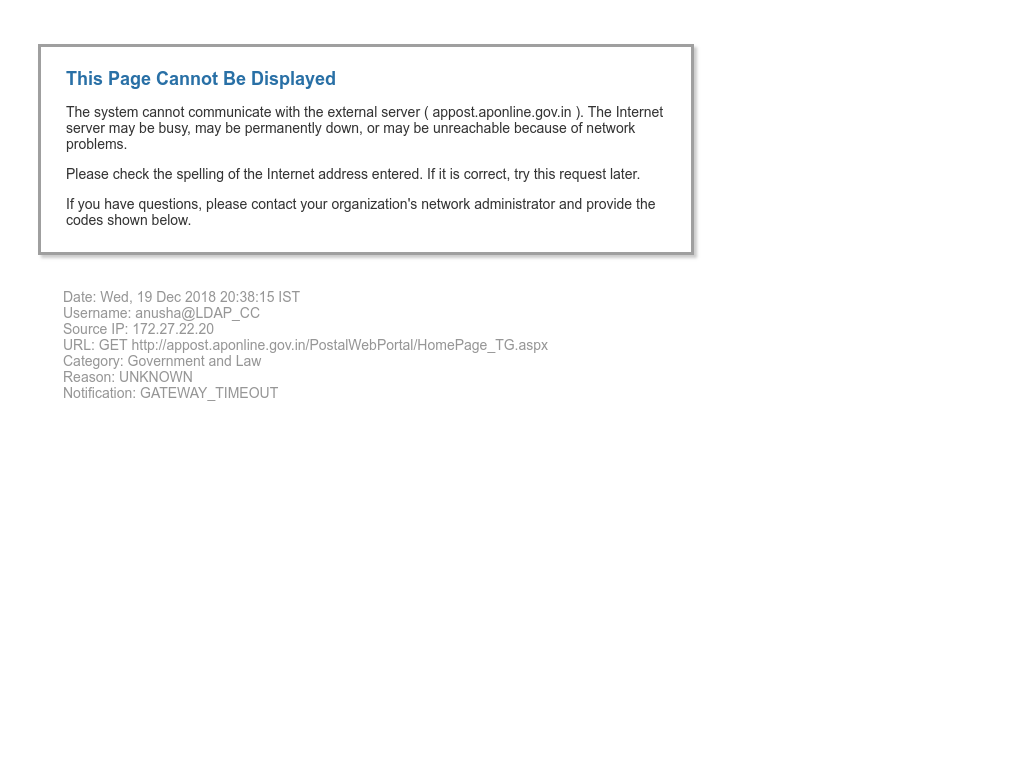 This Page Cannot Be Displayed
The system cannot communicate with the external server ( appost.aponline.gov.in ). The Internet
server may be busy, may be permanently down, or may be unreachable because of network
problems.
Please check the spelling of the Internet address entered. If it is correct, try this request later.
If you have questions, please contact your organization's network administrator and provide the
codes shown below.
Date: Wed, 19 Dec 2018 20:38:15 IST
Username: anusha@LDAP_CC
Source IP: 172.27.22.20
URL: GET http://appost.aponline.gov.in/PostalWebPortal/HomePage_TG.aspx
Category: Government and Law
Reason: UNKNOWN
Notification: GATEWAY_TIMEOUT